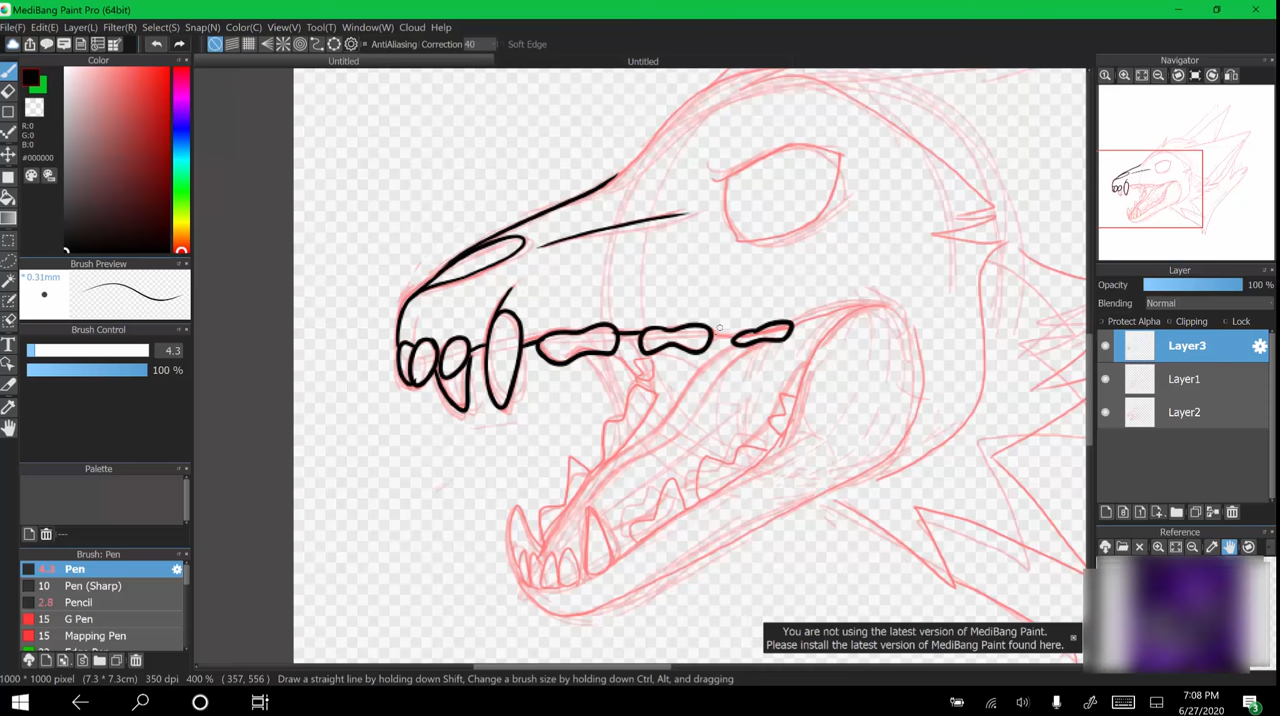 MediBang Paint Pro (64bit)
File(F) Edit(E) Layer(L) Filter(R) Select(S) Snap(N) Color(C) View(V) Tool(T) Window(W) Cloud Help(F)
AntiAliasing Correction 40 Soft Edge
Color
Untitled
Untitled
Navigator
R:0
G:0
B:0
#000000
Brush Preview
* 0.31mm
Layer
Opacity 100 %
Blending Normal
Protect Alpha Clipping Lock
Brush Control
4.3
100 %
Layer3
Layer1
Layer2
Palette
---
Reference
Brush: Pen
Pen
10 Pen (Sharp)
2.8 Pencil
15 G Pen
15 Mapping Pen
You are not using the latest version of MediBang Paint.
Please install the latest version of MediBang Paint found here.
1000 * 1000 pixel (7.3 * 7.3cm) 350 dpi 400 % (357, 556) Draw a straight line by holding down Shift, Change a brush size by holding down Ctrl, Alt, and dragging
7:08 PM
6/27/2020
3